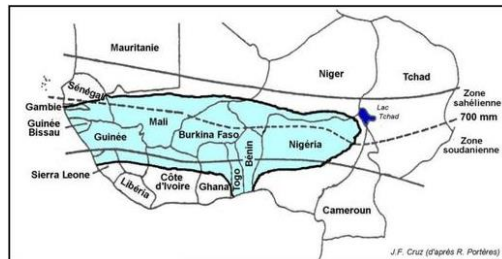 Mauritanie
Niger
Tchad
Sénégal
Lac
Tchad
Zone
sahélienne
700 mm
Zone
soudanienne
Gambie
Guinée
Bissau
Mali
Burkina Faso
Guinée
Bénin
Nigéria
Sierra Leone
Libéria
Côte
d'Ivoire
Ghana
Togo
Cameroun
J.F. Cruz (d'après R. Portères)